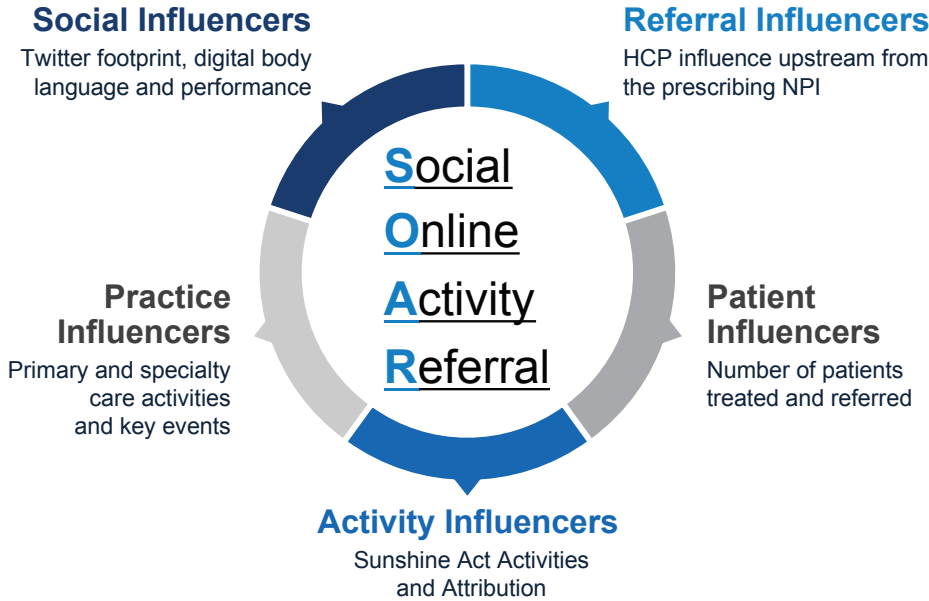 Social Influencers
Twitter footprint, digital body
language and performance
Referral Influencers
HCP influence upstream from
the prescribing NPI
Social
Online
Activity
Referral
Practice
Influencers
Primary and specialty
care activities
and key events
Patient
Influencers
Number of patients
treated and referred
Activity Influencers
Sunshine Act Activities
and Attribution